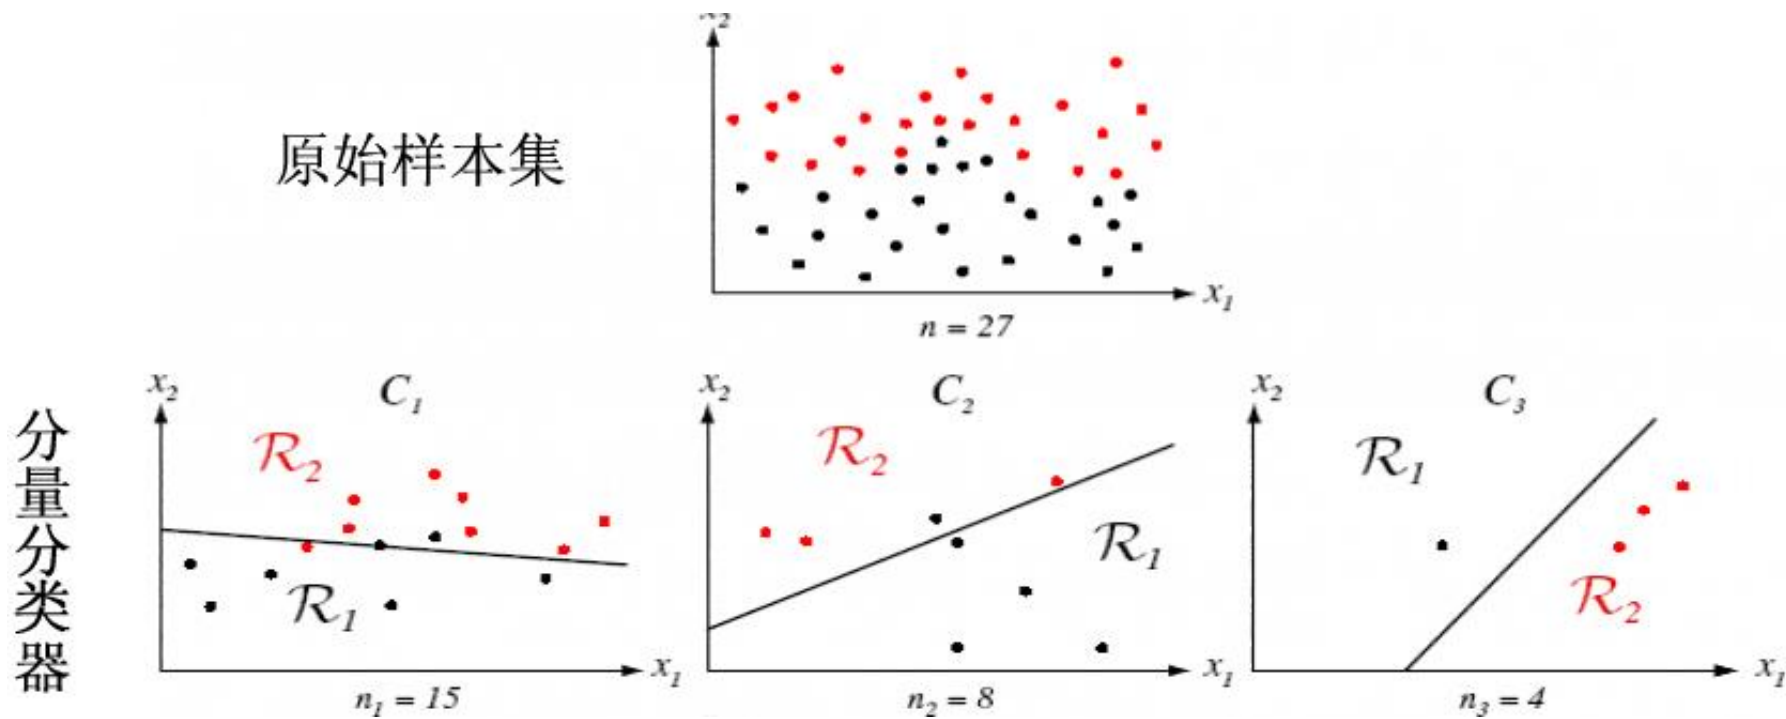 x₂
原始样本集
x₁
n = 27
x₂ C₁
x₂ C₂
x₂ C₃
分量分类器
R₂
R₁
R₂
R₁
R₁
R₂
x₁
x₁
x₁
n₁ = 15
n₂ = 8
n₃ = 4